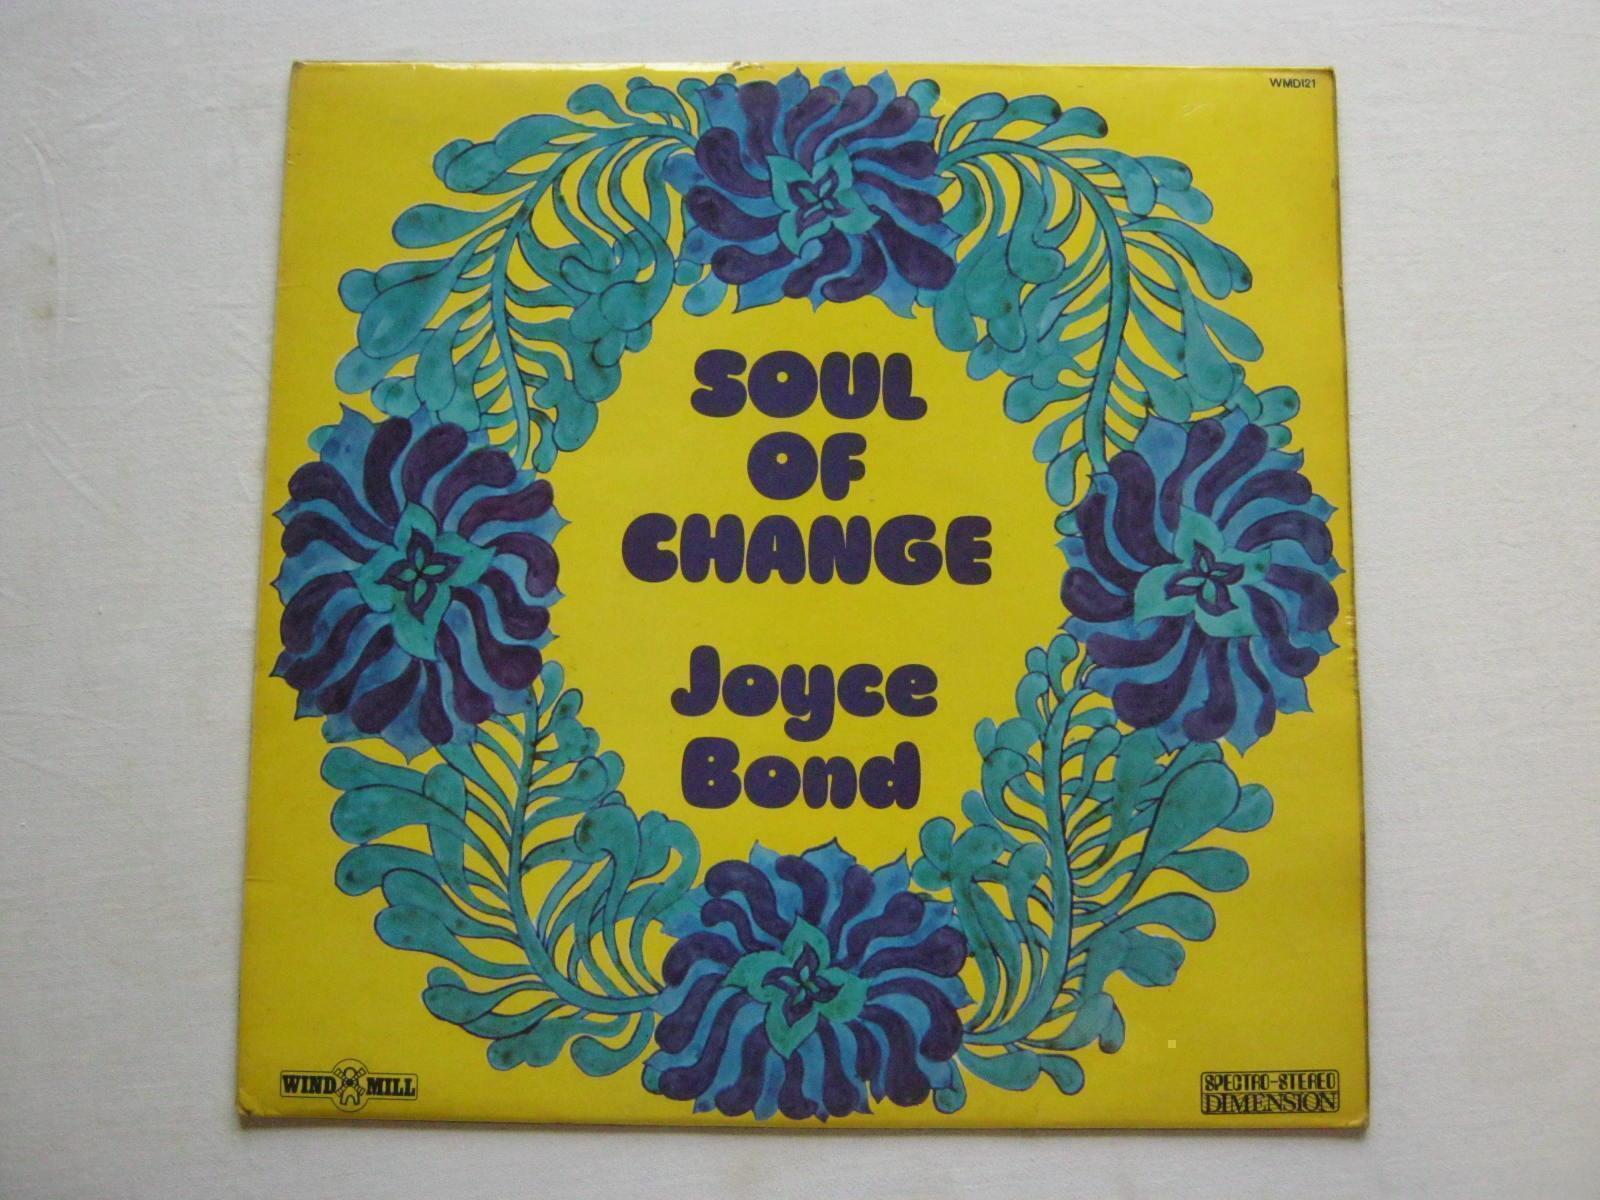 WMD121
SOUL
OF
CHANGE
Joyce
Bond
WIND MILL
SPECTRO-STEREO
DIMENSION